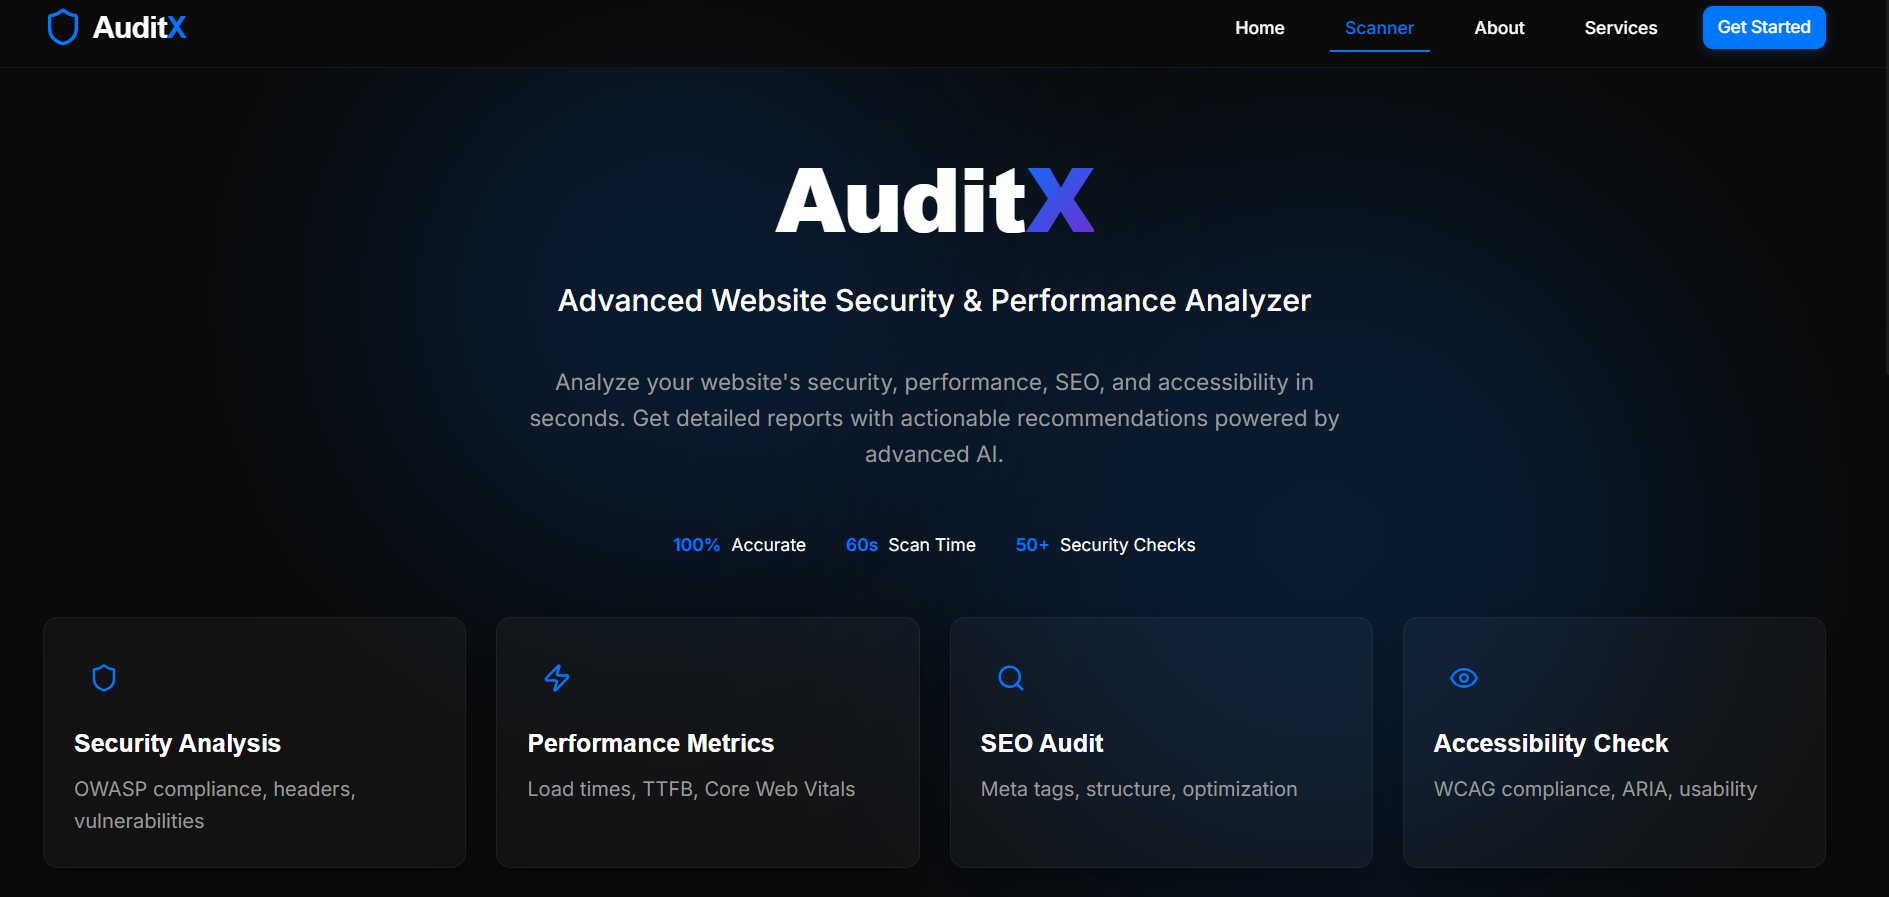 AuditX
Home
Scanner
About
Services
Get Started
AuditX
Advanced Website Security & Performance Analyzer
Analyze your website's security, performance, SEO, and accessibility in
seconds. Get detailed reports with actionable recommendations powered by
advanced AI.
100% Accurate
60s Scan Time
50+ Security Checks
Security Analysis
OWASP compliance, headers,
vulnerabilities
Performance Metrics
Load times, TTFB, Core Web Vitals
SEO Audit
Meta tags, structure, optimization
Accessibility Check
WCAG compliance, ARIA, usability